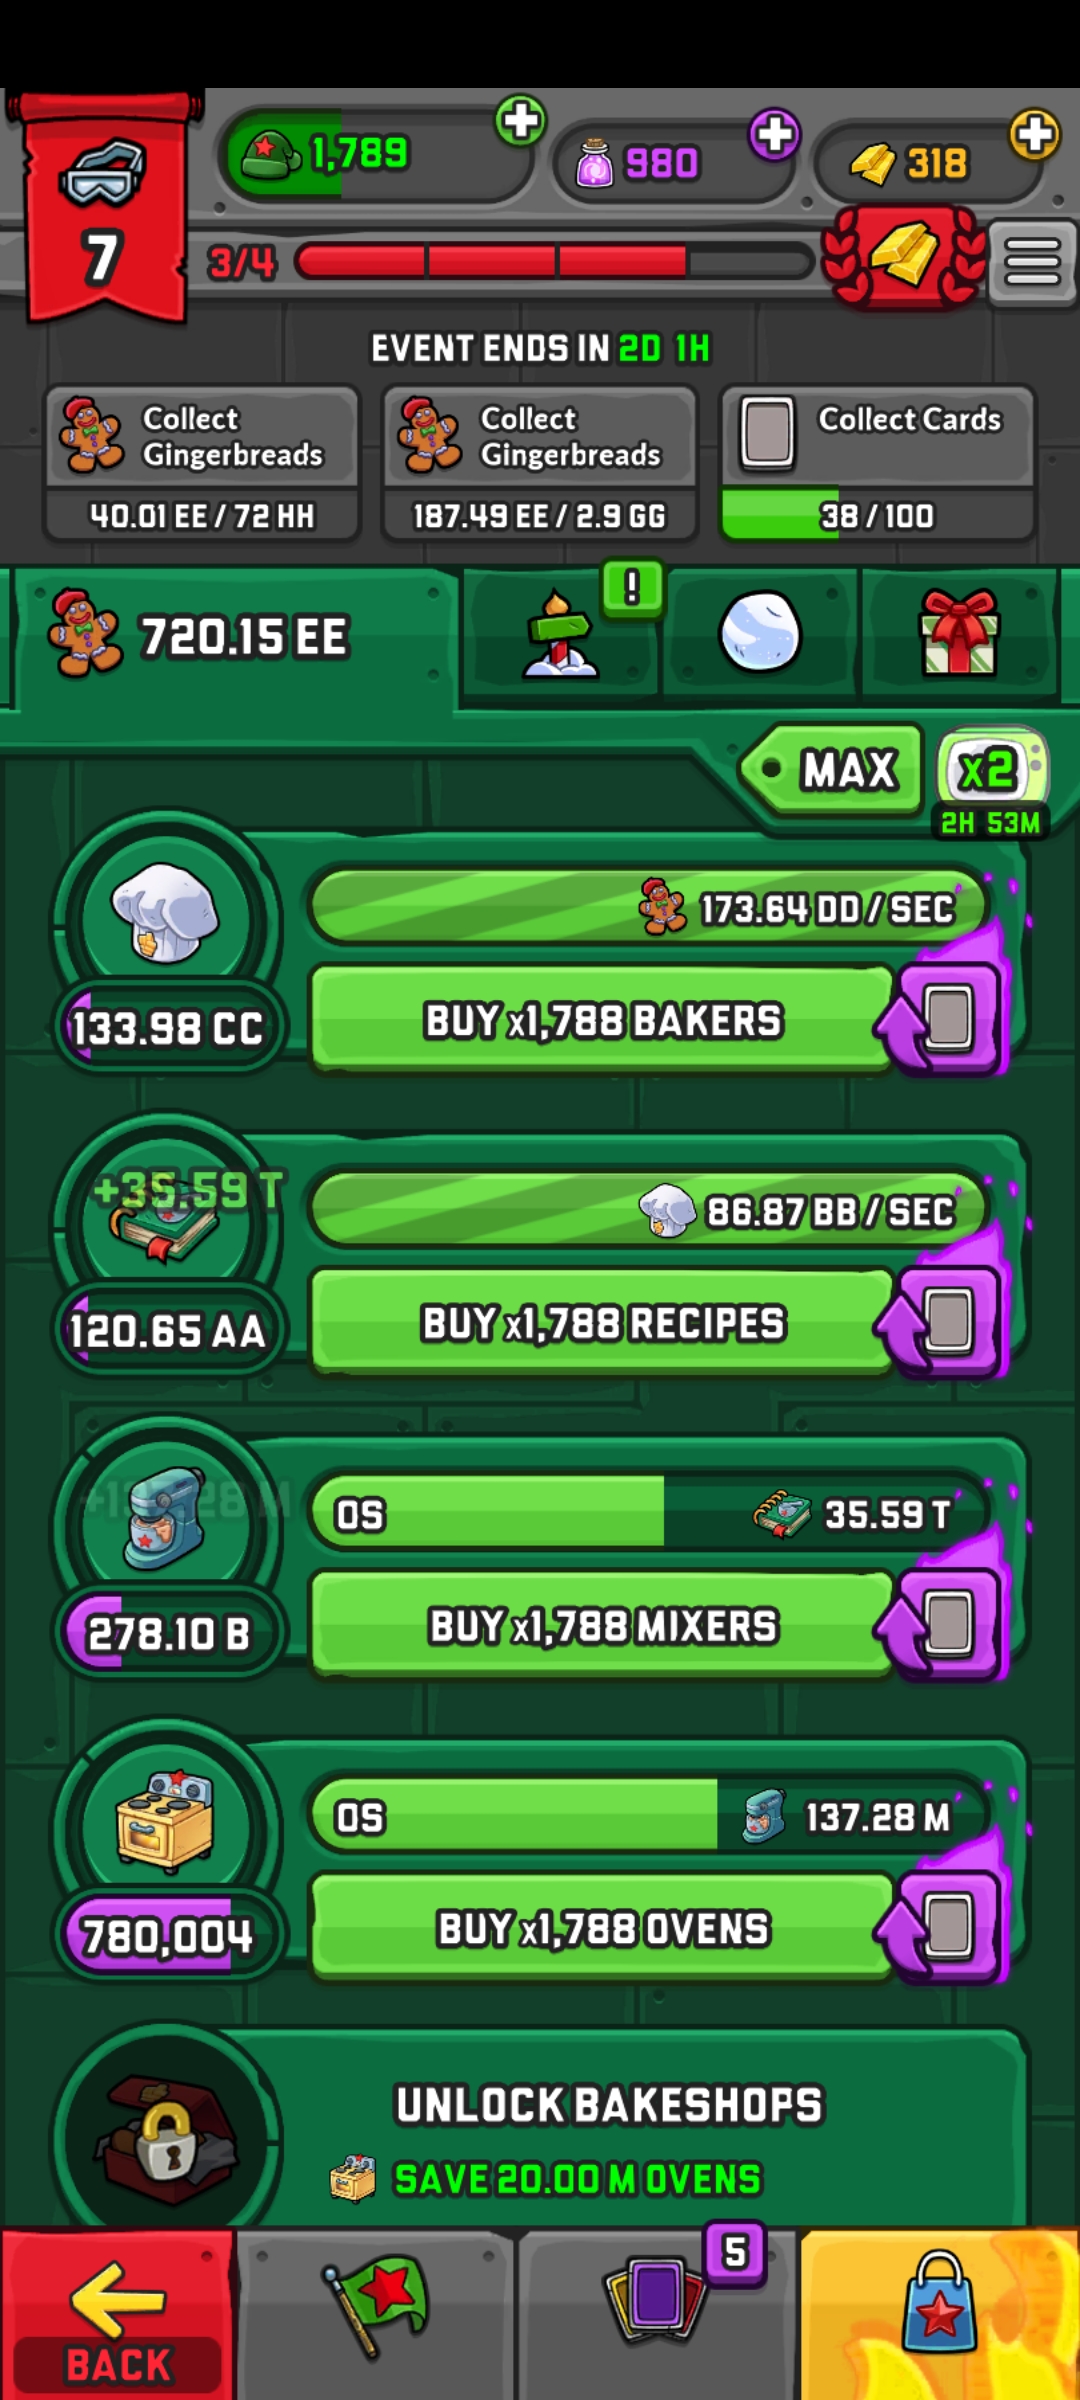 1,789
980
318
7
3/4
EVENT ENDS IN 2D 1H
Collect
Gingerbreads
40.01 EE / 72 HH
Collect
Gingerbreads
187.49 EE / 2.9 GG
Collect Cards
38 / 100
720.15 EE
!
MAX
x2
2H 53M
173.64 DD / SEC
133.98 CC
BUY x1,788 BAKERS
+35.59 T
86.87 BB / SEC
120.65 AA
BUY x1,788 RECIPES
0S
35.59 T
278.10 B
BUY x1,788 MIXERS
0S
137.28 M
780,004
BUY x1,788 OVENS
UNLOCK BAKESHOPS
SAVE 20.00 M OVENS
5
BACK